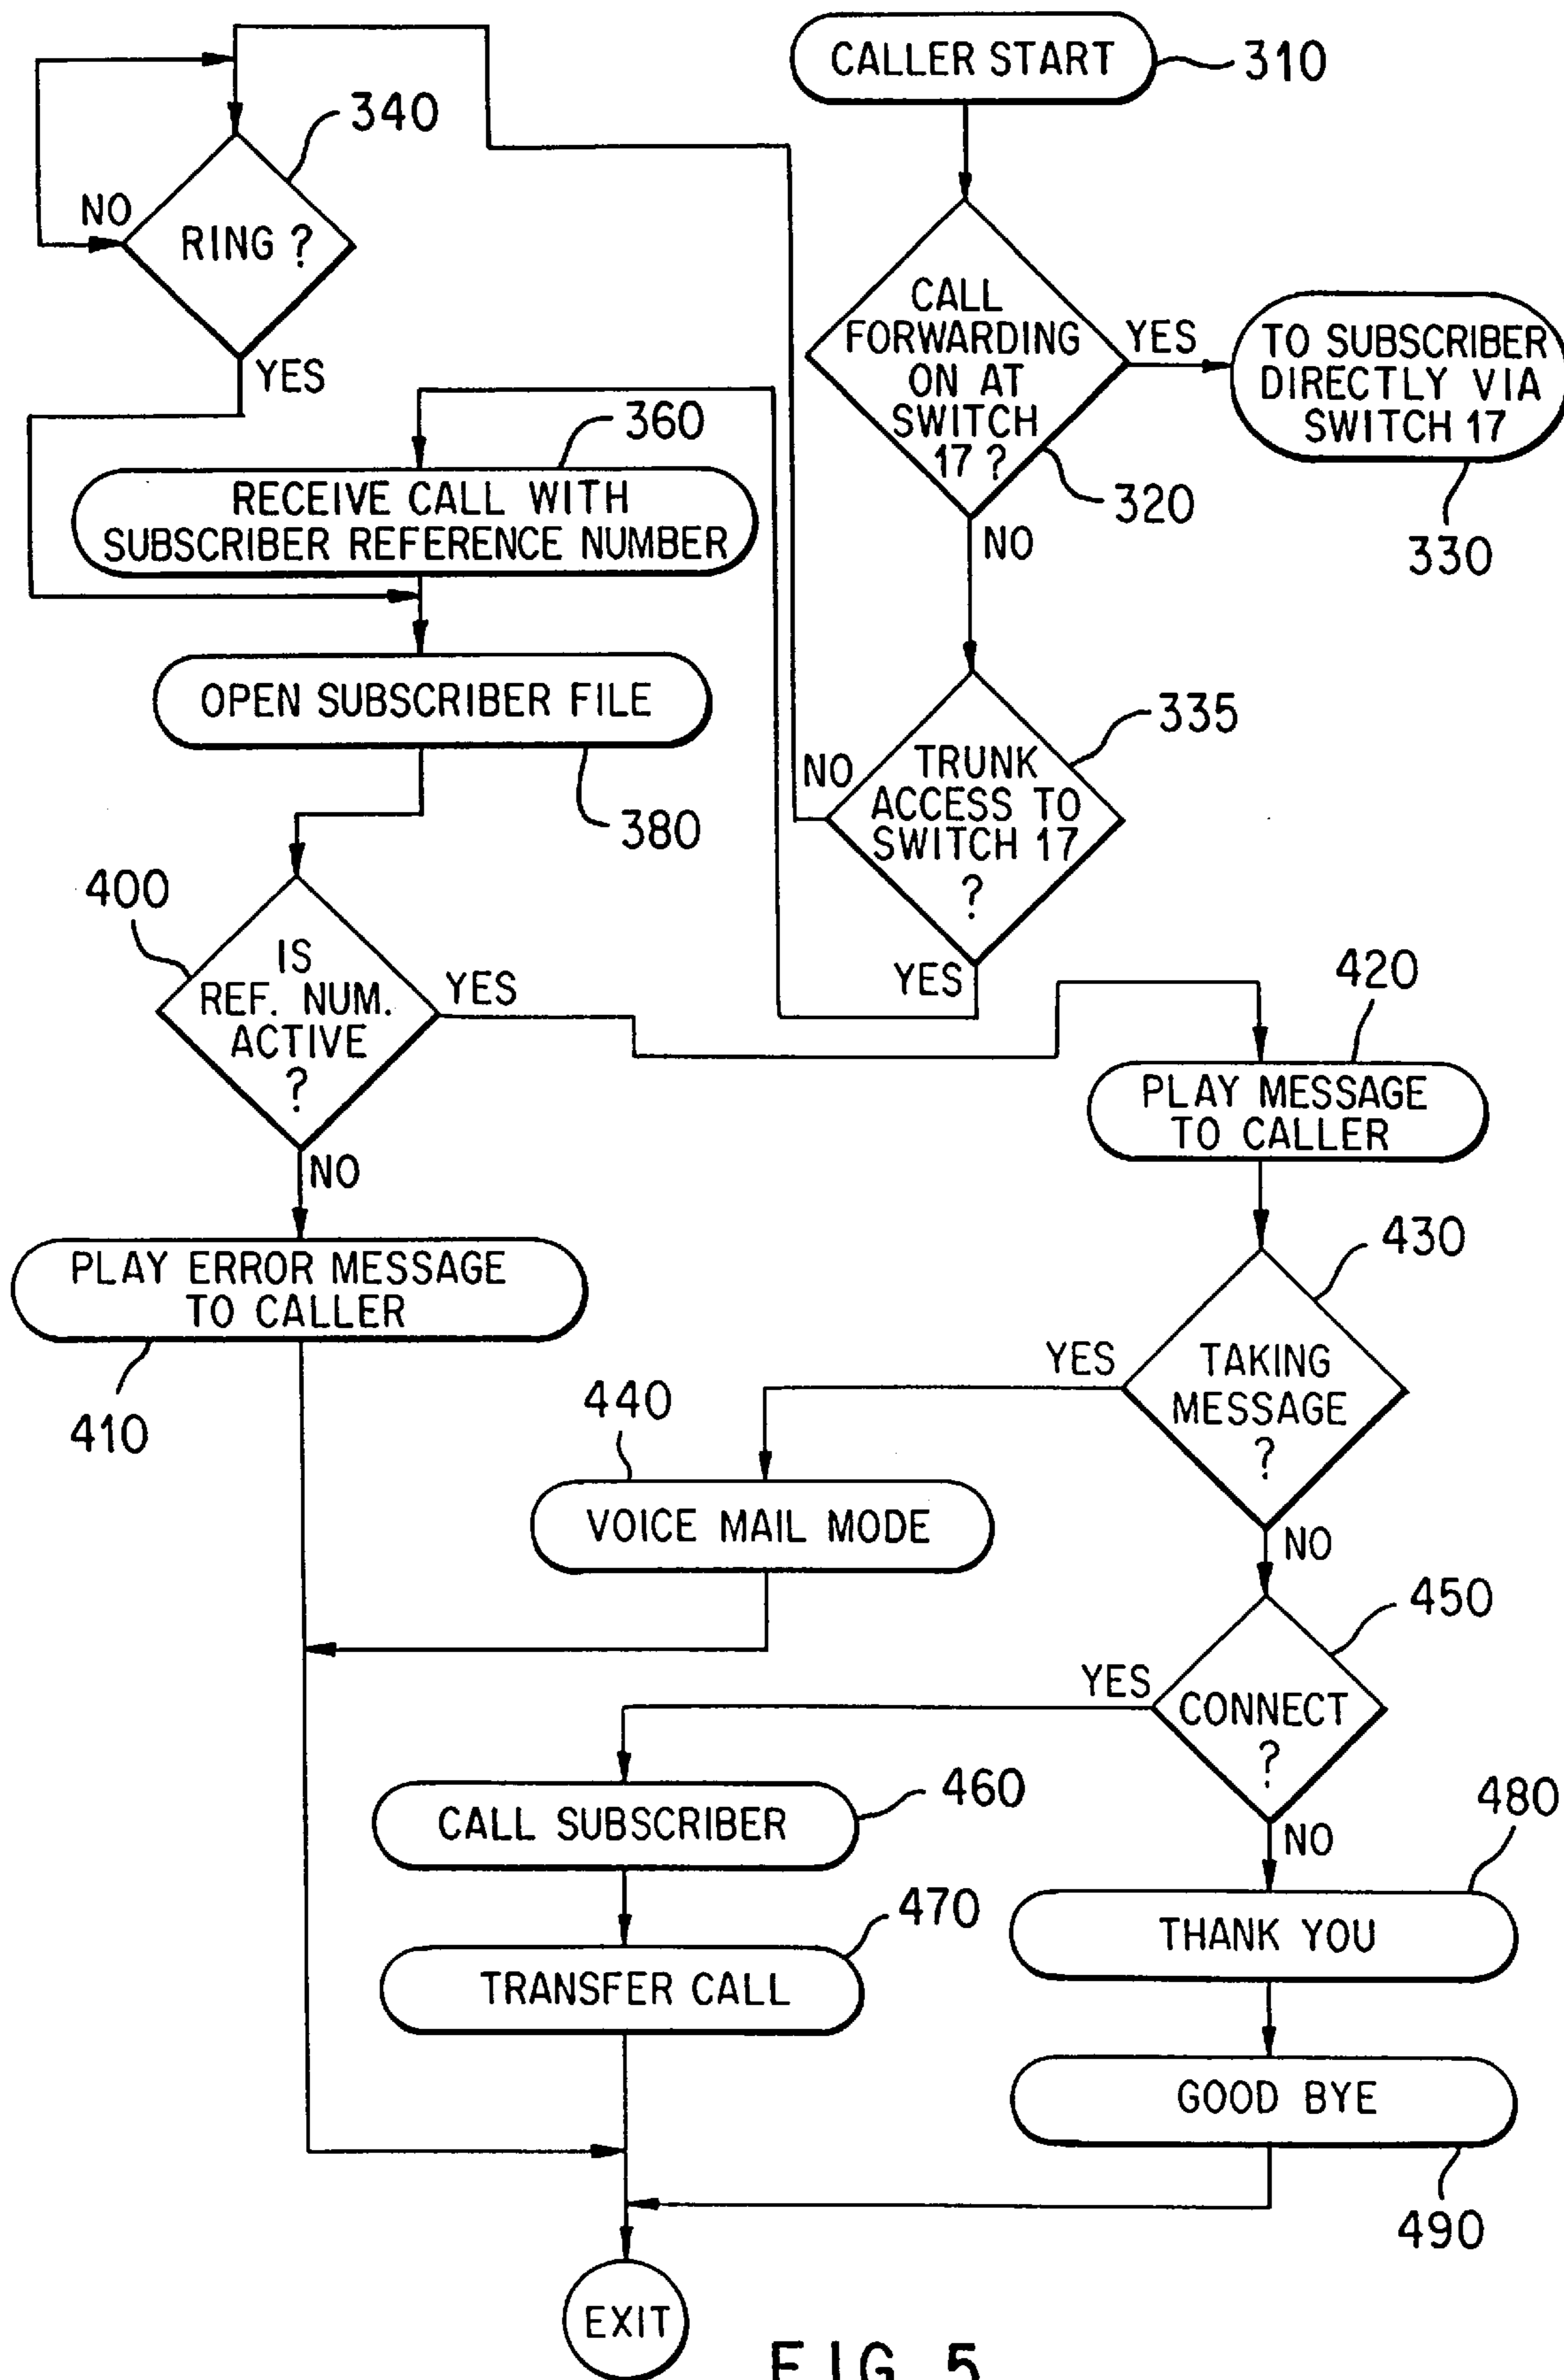 CALLER START
310
340
NO
RING ?
YES
CALL
FORWARDING
ON AT
SWITCH
17 ?
YES
TO SUBSCRIBER
DIRECTLY VIA
SWITCH 17
320
330
NO
360
RECEIVE CALL WITH
SUBSCRIBER REFERENCE NUMBER
OPEN SUBSCRIBER FILE
380
335
NO
TRUNK
ACCESS TO
SWITCH 17
?
YES
400
IS
REF. NUM.
ACTIVE
?
YES
NO
420
PLAY MESSAGE
TO CALLER
PLAY ERROR MESSAGE
TO CALLER
410
430
YES
TAKING
MESSAGE
?
NO
440
VOICE MAIL MODE
450
YES
CONNECT
?
NO
CALL SUBSCRIBER
460
480
THANK YOU
470
TRANSFER CALL
GOOD BYE
490
EXIT
FIG. 5